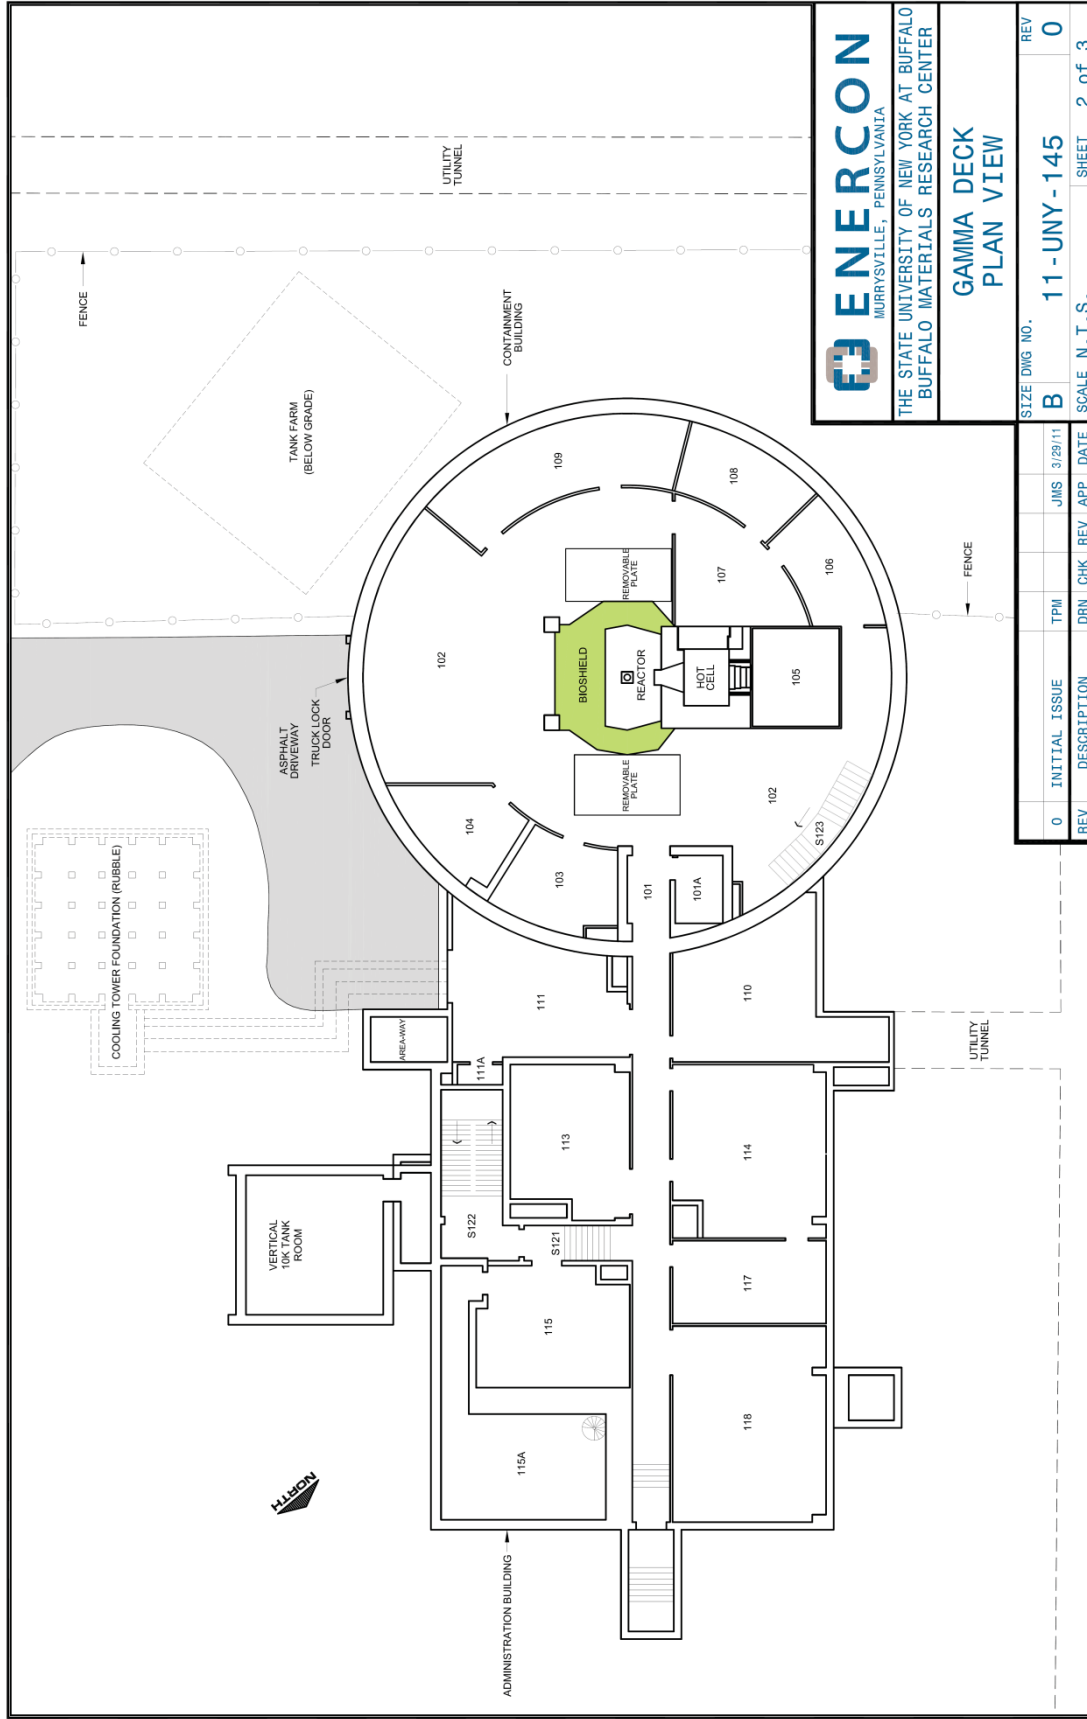 COOLING TOWER FOUNDATION (RUBBLE)
ASPHALT
DRIVEWAY
TRUCK LOCK
DOOR
FENCE
TANK FARM
(BELOW GRADE)
UTILITY
TUNNEL
CONTAINMENT
BUILDING
VERTICAL
10K TANK
ROOM
AREA-WAY
NORTH
ADMINISTRATION BUILDING
115A
115
S122
S121
113
111A
111
104
103
102
109
108
107
106
105
BIOSHIELD
REACTOR
HOT
CELL
REMOVABLE
PLATE
REMOVABLE
PLATE
101
101A
102
S123
110
114
117
118
UTILITY
TUNNEL
FENCE
ENERCON
MURRYSVILLE, PENNSYLVANIA
THE STATE UNIVERSITY OF NEW YORK AT BUFFALO
BUFFALO MATERIALS RESEARCH CENTER
GAMMA DECK
PLAN VIEW
SIZE DWG NO. REV
B 11-UNY-145 0
SCALE N.T.S. SHEET 2 of 3
0 INITIAL ISSUE TPM JMS 3/29/11
REV DESCRIPTION DRN CHK REV APP DATE